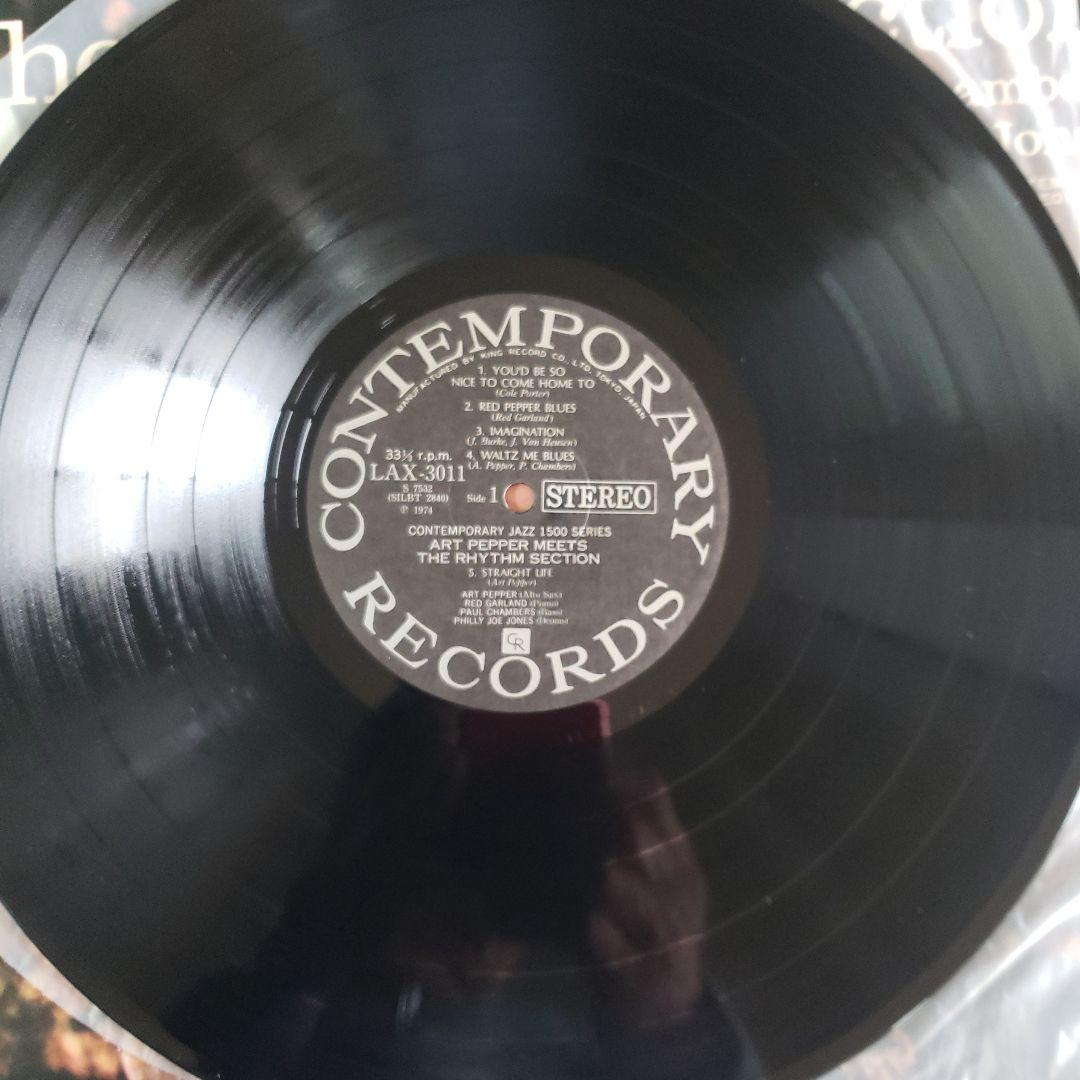 CONTEMPORARY RECORDS
MANUFACTURED BY KING RECORD CO., LTD. TOKYO, JAPAN
1. YOU'D BE SO
NICE TO COME HOME TO
(Cole Porter)
2. RED PEPPER BLUES
(Red Garland)
3. IMAGINATION
(J. Burke, J. Van Heusen)
4. WALTZ ME BLUES
(A. Pepper, P. Chambers)
33⅓ r.p.m.
LAX-3011
S 7532
(SILBT 2840)
℗ 1974
Side 1
STEREO
CONTEMPORARY JAZZ 1500 SERIES
ART PEPPER MEETS
THE RHYTHM SECTION
5. STRAIGHT LIFE
(Art Pepper)
ART PEPPER (Alto Sax)
RED GARLAND (Piano)
PAUL CHAMBERS (Bass)
PHILLY JOE JONES (Drums)
CR